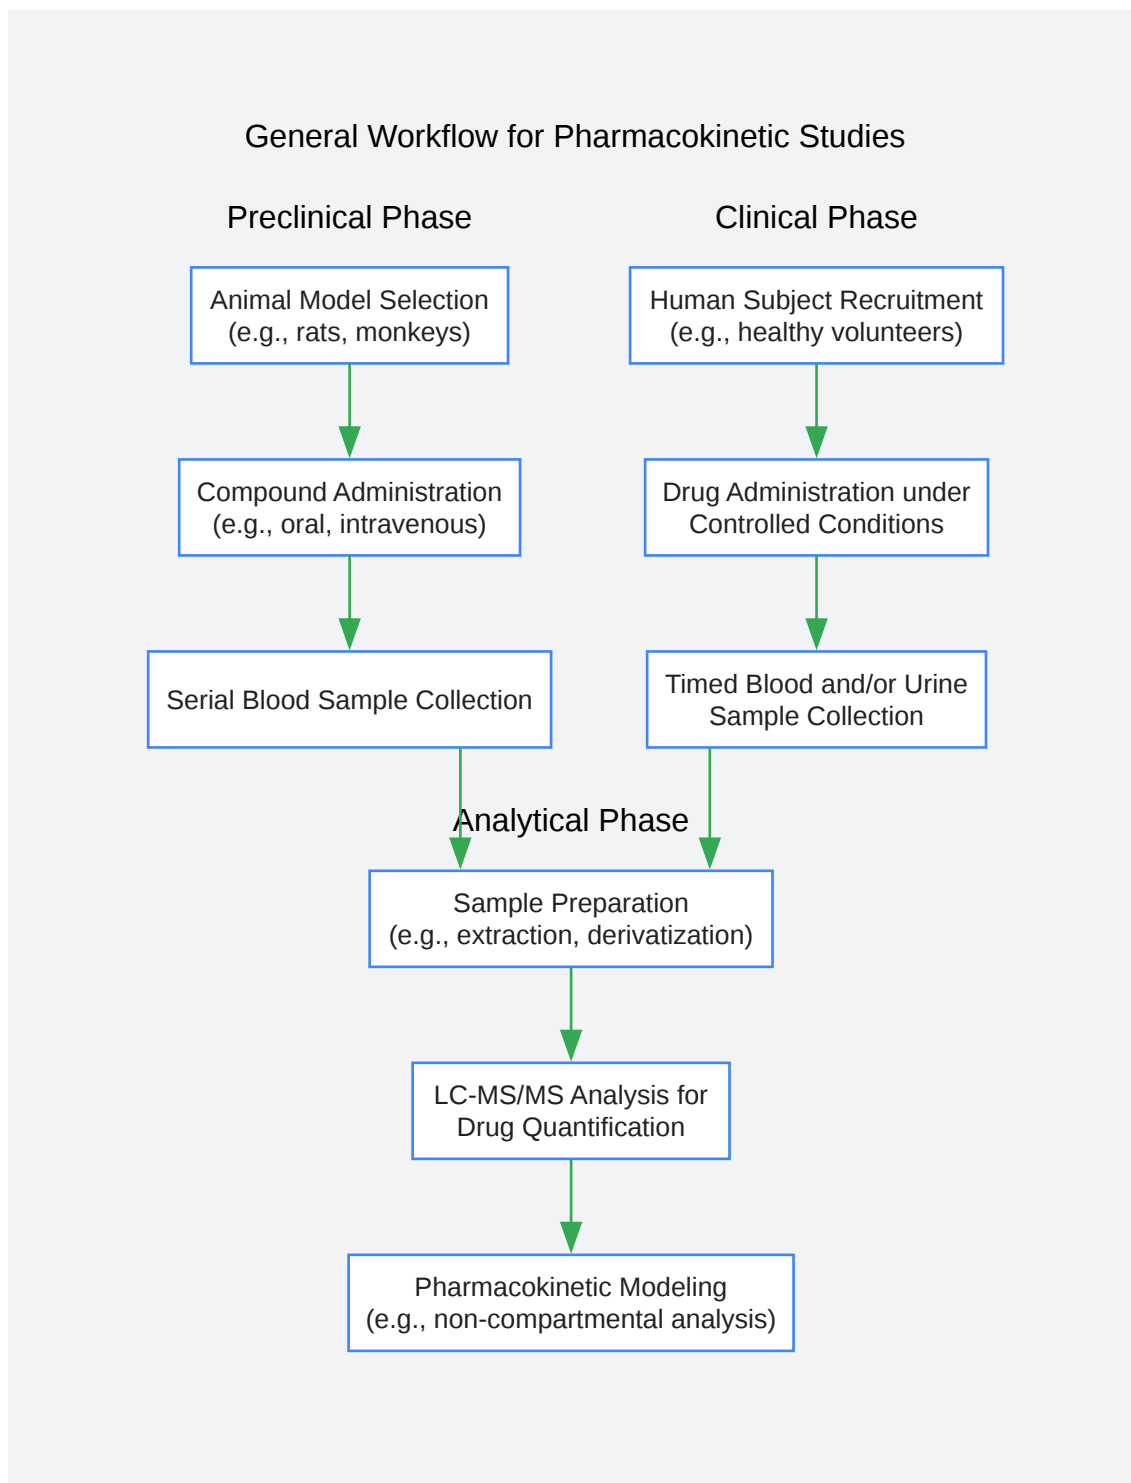 General Workflow for Pharmacokinetic Studies
Preclinical Phase
Animal Model Selection
(e.g., rats, monkeys)
Compound Administration
(e.g., oral, intravenous)
Serial Blood Sample Collection
Clinical Phase
Human Subject Recruitment
(e.g., healthy volunteers)
Drug Administration under
Controlled Conditions
Timed Blood and/or Urine
Sample Collection
Analytical Phase
Sample Preparation
(e.g., extraction, derivatization)
LC-MS/MS Analysis for
Drug Quantification
Pharmacokinetic Modeling
(e.g., non-compartmental analysis)